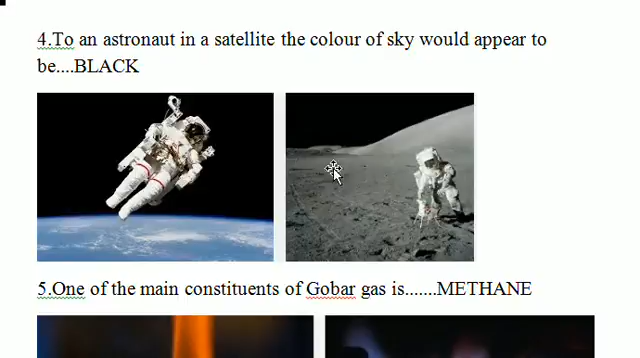 4.To an astronaut in a satellite the colour of sky would appear to
be....BLACK
5.One of the main constituents of Gobar gas is.......METHANE